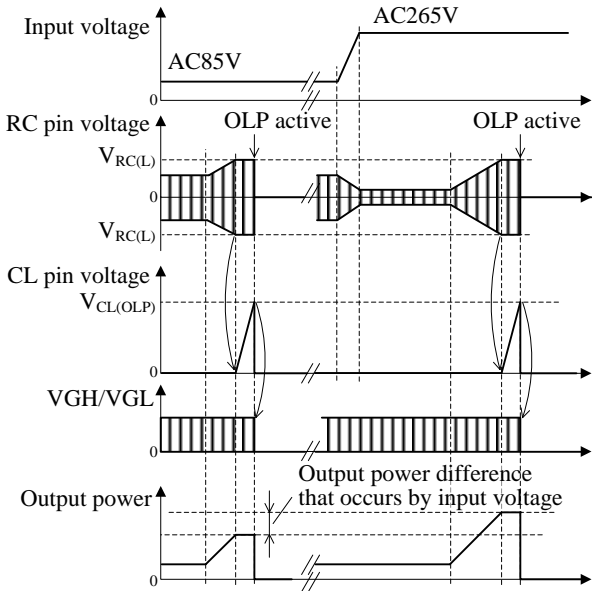 Input voltage
AC265V
AC85V
0
RC pin voltage
OLP active
OLP active
V_RC(L)
0
V_RC(L)
CL pin voltage
V_CL(OLP)
0
VGH/VGL
0
Output power difference
that occurs by input voltage
Output power
0